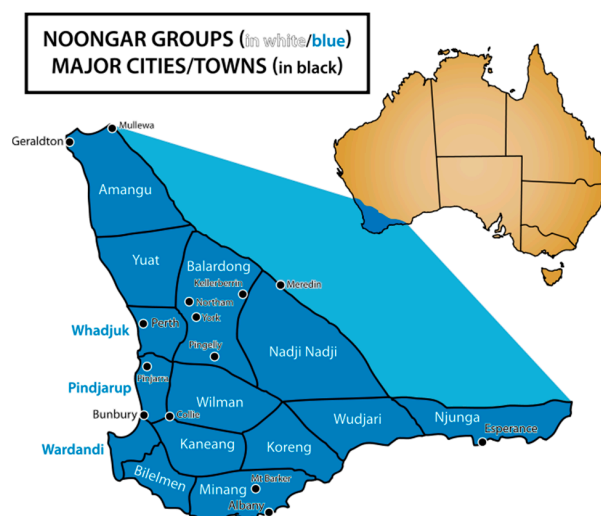 NOONGAR GROUPS (in white/blue)
MAJOR CITIES/TOWNS (in black)
Mullewa
Geraldton
Amangu
Yuat
Balardong
Kellerberrin
Meredin
Northam
York
Whadjuk
Perth
Nadji Nadji
Pingelly
Pinjarra
Pindjarup
Wilman
Bunbury
Collie
Wudjari
Njunga
Esperance
Wardandi
Kaneang
Koreng
Bilelmen
Minang
Mt Barker
Albany